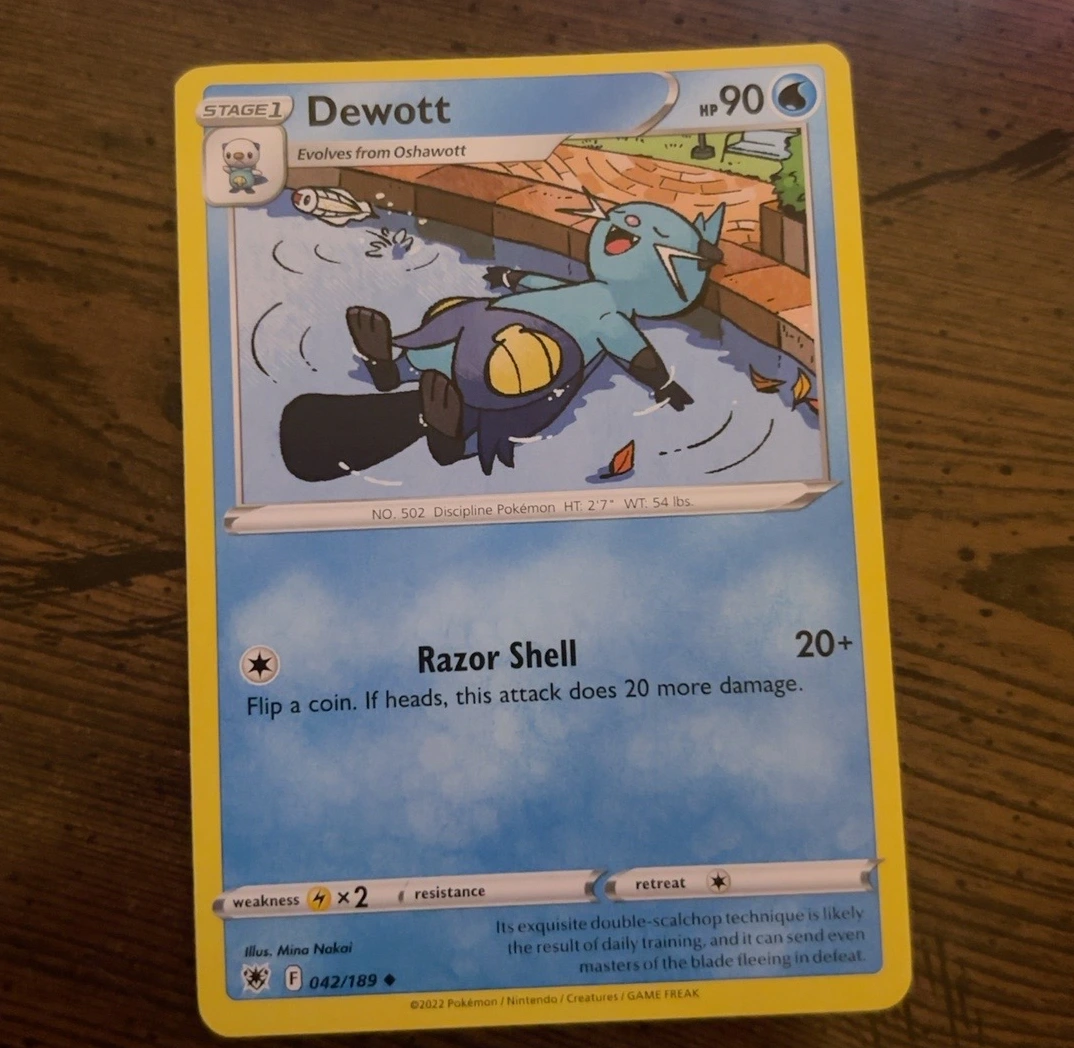 STAGE1 Dewott HP 90
Evolves from Oshawott
NO. 502 Discipline Pokémon HT: 2'7" WT: 54 lbs.
Razor Shell 20+
Flip a coin. If heads, this attack does 20 more damage.
weakness ×2 resistance retreat
Its exquisite double-scalchop technique is likely
the result of daily training, and it can send even
masters of the blade fleeing in defeat.
Illus. Mina Nakai
F 042/189
©2022 Pokémon / Nintendo / Creatures / GAME FREAK